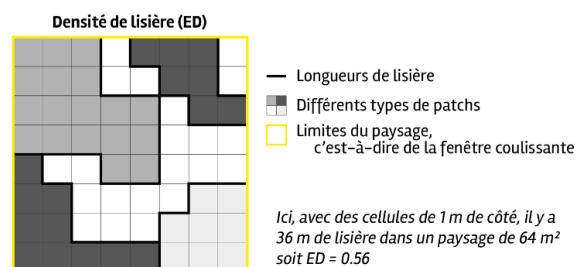 Densité de lisière (ED)
Longueurs de lisière
Différents types de patchs
Limites du paysage,
c'est-à-dire de la fenêtre coulissante
Ici, avec des cellules de 1 m de côté, il y a
36 m de lisière dans un paysage de 64 m²
soit ED = 0.56